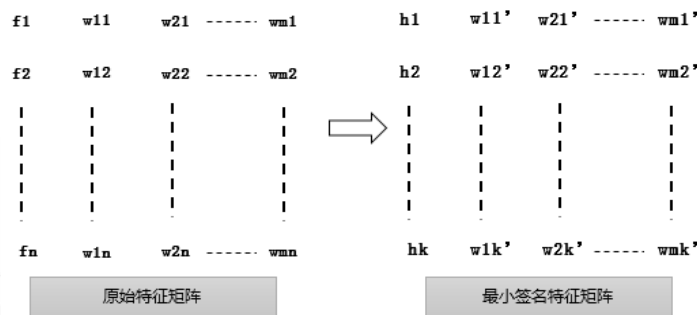 f1 w11 w21 ------ wm1 h1 w11’ w21’ ------ wm1’
f2 w12 w22 ------ wm2 h2 w12’ w22’ ------ wm2’
fn w1n w2n ------ wmn hk w1k’ w2k’ ------ wmk’
原始特征矩阵 最小签名特征矩阵